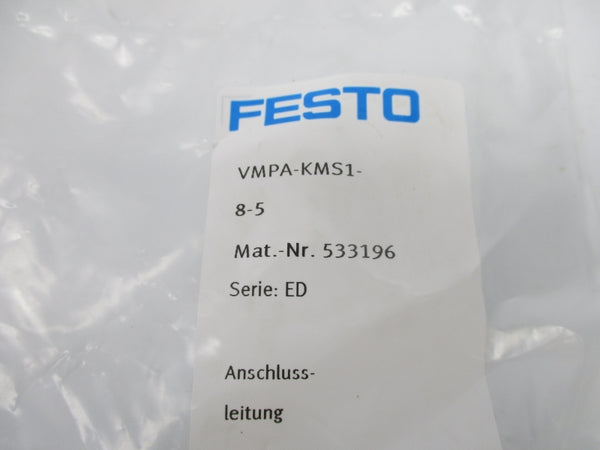 FESTO
VMPA-KMS1-
8-5
Mat.-Nr. 533196
Serie: ED
Anschluss-
leitung